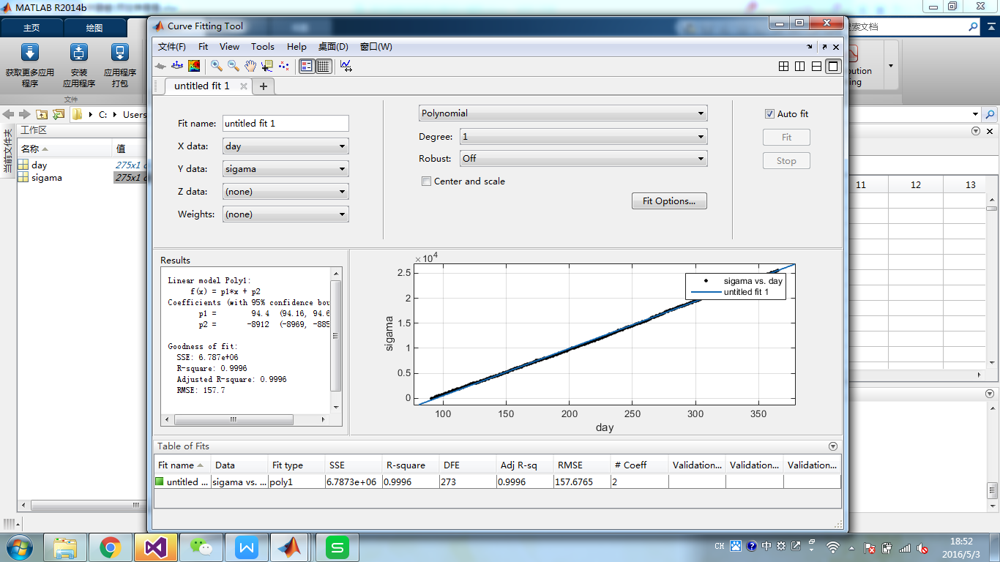 MATLAB R2014b
主页
绘图
获取更多应用
程序
安装
应用程序
应用程序
打包
文件
C:
Users
当前文件夹
工作区
名称
值
day
275x1
sigama
275x1
Curve Fitting Tool
文件(F)
Fit
View
Tools
Help
桌面(D)
窗口(W)
untitled fit 1
Fit name:
untitled fit 1
X data:
day
Y data:
sigama
Z data:
(none)
Weights:
(none)
Polynomial
Degree:
1
Robust:
Off
Center and scale
Fit Options...
Auto fit
Fit
Stop
Results
Linear model Poly1:
f(x) = p1*x + p2
Coefficients (with 95% confidence bou
p1 = 94.4 (94.16, 94.6
p2 = -8912 (-8969, -885
Goodness of fit:
SSE: 6.787e+06
R-square: 0.9996
Adjusted R-square: 0.9996
RMSE: 157.7
×10^4
2.5
2
1.5
1
0.5
0
sigama
100
150
200
250
300
350
day
sigama vs. day
untitled fit 1
Table of Fits
Fit name
Data
Fit type
SSE
R-square
DFE
Adj R-sq
RMSE
# Coeff
Validation...
Validation...
Validation...
untitled ...
sigama vs. ...
poly1
6.7873e+06
0.9996
273
0.9996
157.6765
2
搜索文档
bution
ing
11
12
13
CH
中
18:52
2016/5/3